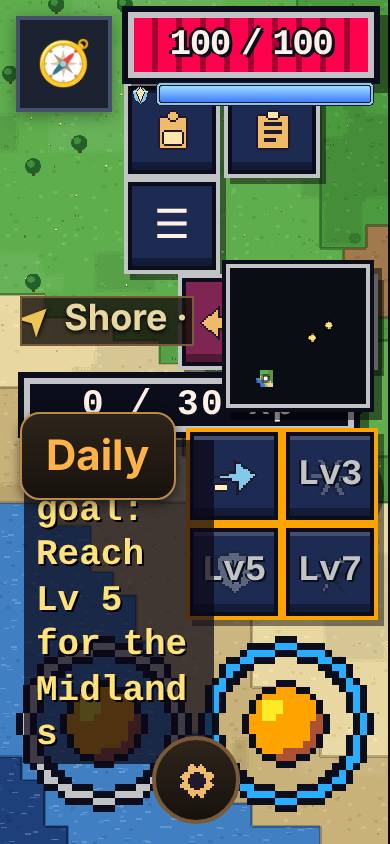 100 / 100
Shore ·
0 / 30
Daily
goal:
Reach
Lv 5
for the
Midland
s
Lv3
Lv5
Lv7